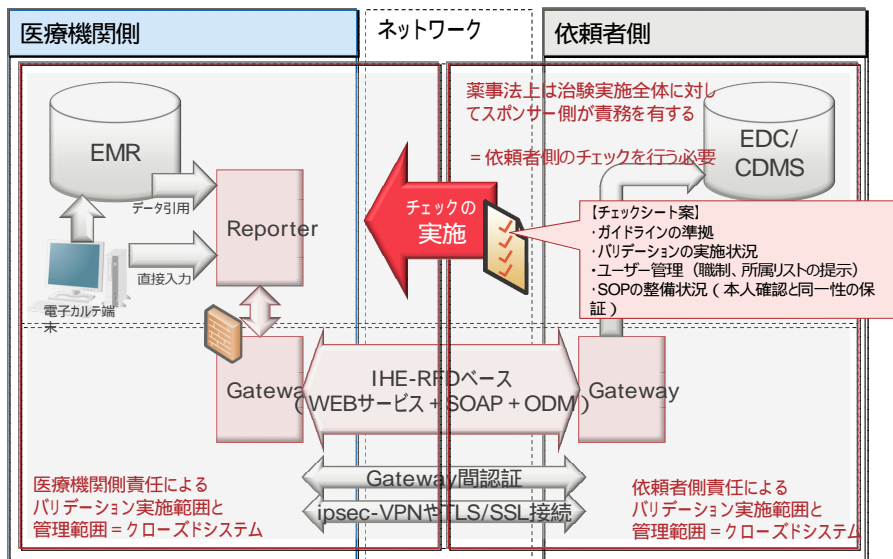 医療機関側
ネットワーク
依頼者側
薬事法上は治験実施全体に対し
てスポンサー側が責務を有する
= 依頼者側のチェックを行う必要
EMR
データ引用
Reporter
直接入力
電子カルテ端
末
チェックの
実施
EDC/
CDMS
【チェックシート案】
・ガイドラインの準拠
・バリデーションの実施状況
・ユーザー管理（職制、所属リストの提示）
・SOPの整備状況（本人確認と同一性の保
証）
Gatewa
IHE-RFDベース
（WEBサービス + SOAP + ODM）
Gateway
Gateway間認証
ipsec-VPNやTLS/SSL接続
医療機関側責任による
バリデーション実施範囲と
管理範囲 = クローズドシステム
依頼者側責任による
バリデーション実施範囲と
管理範囲 = クローズドシステム